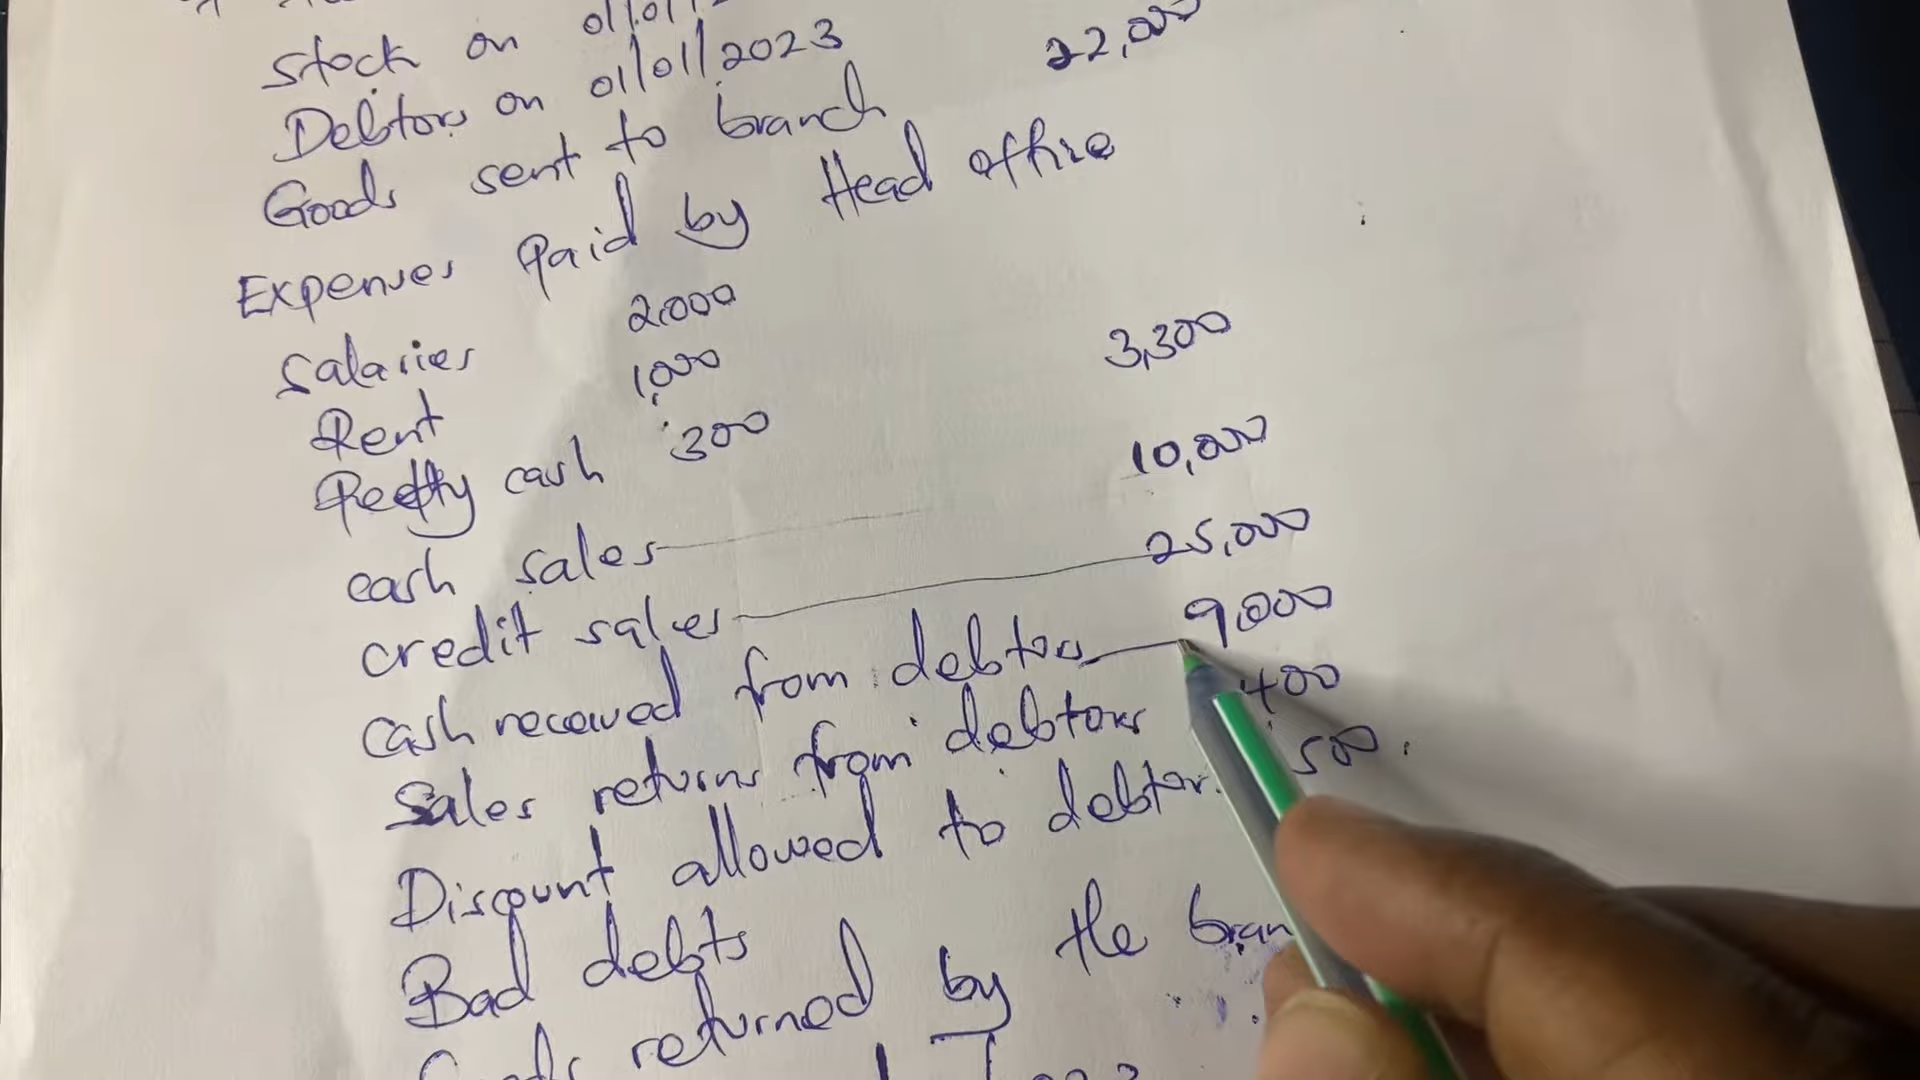 Stock on 01/01/
Debtors on 01/01/2023
Goods sent to branch 22,000
Expenses Paid by Head office
Salaries 2,000
Rent 1,000
Petty cash 300 3,300
cash sales 10,000
credit sales 25,000
Cash received from debtors 9,000
Sales returns from debtors 400
Discount allowed to debtors 500
Bad debts
Goods returned by the bran